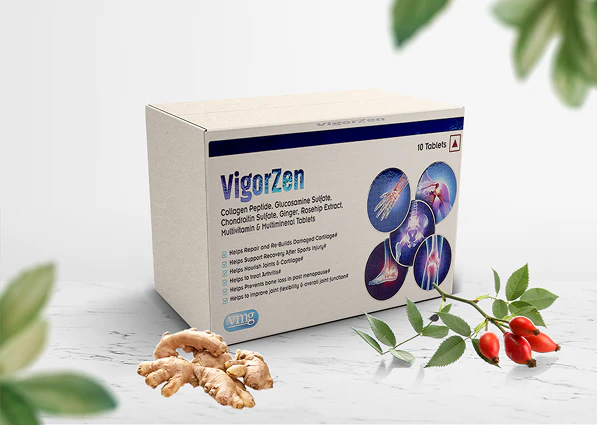 VigorZen
10 Tablets
VigorZen
Collagen Peptide, Glucosamine Sulfate,
Chondroitin Sulfate, Ginger, Rosehip Extract,
Multivitamin & Multimineral Tablets
Helps Repair and Re-Builds Damaged Cartilage#
Helps Support Recovery After Sports Injury#
Helps Nourish Joints & Cartilage#
Helps to treat Arthritis#
Helps Prevents bone loss in past menopause#
Helps to improve joint flexibility & overall joint function#
vmg